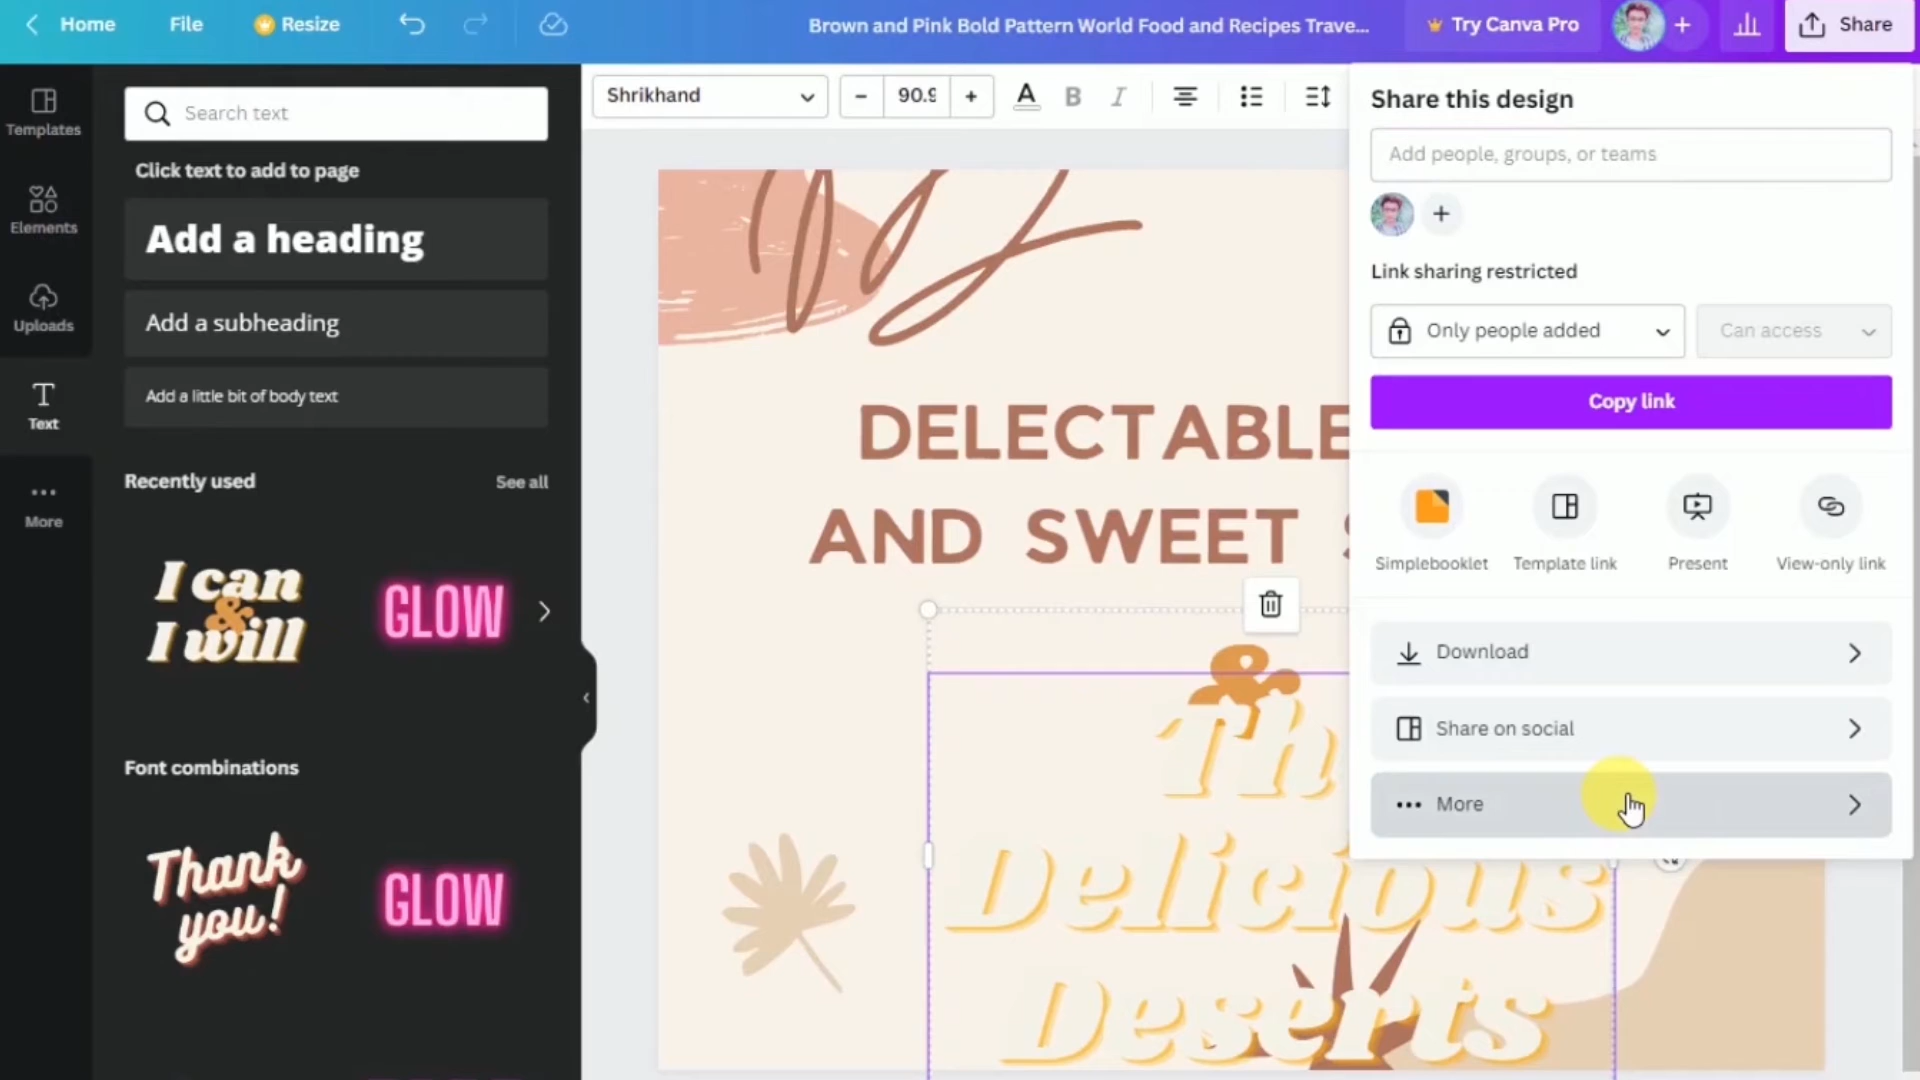 Home
File
Resize
Brown and Pink Bold Pattern World Food and Recipes Trave...
Try Canva Pro
Share
Templates
Elements
Uploads
Text
More
Search text
Click text to add to page
Add a heading
Add a subheading
Add a little bit of body text
Recently used
See all
I can
&
I will
GLOW
Font combinations
Thank
you!
GLOW
Shrikhand
90.9
A
B
I
DELECTABLE
AND SWEET
&
Th
Delicious
Deserts
Share this design
Add people, groups, or teams
Link sharing restricted
Only people added
Can access
Copy link
Simplebooklet
Template link
Present
View-only link
Download
Share on social
More